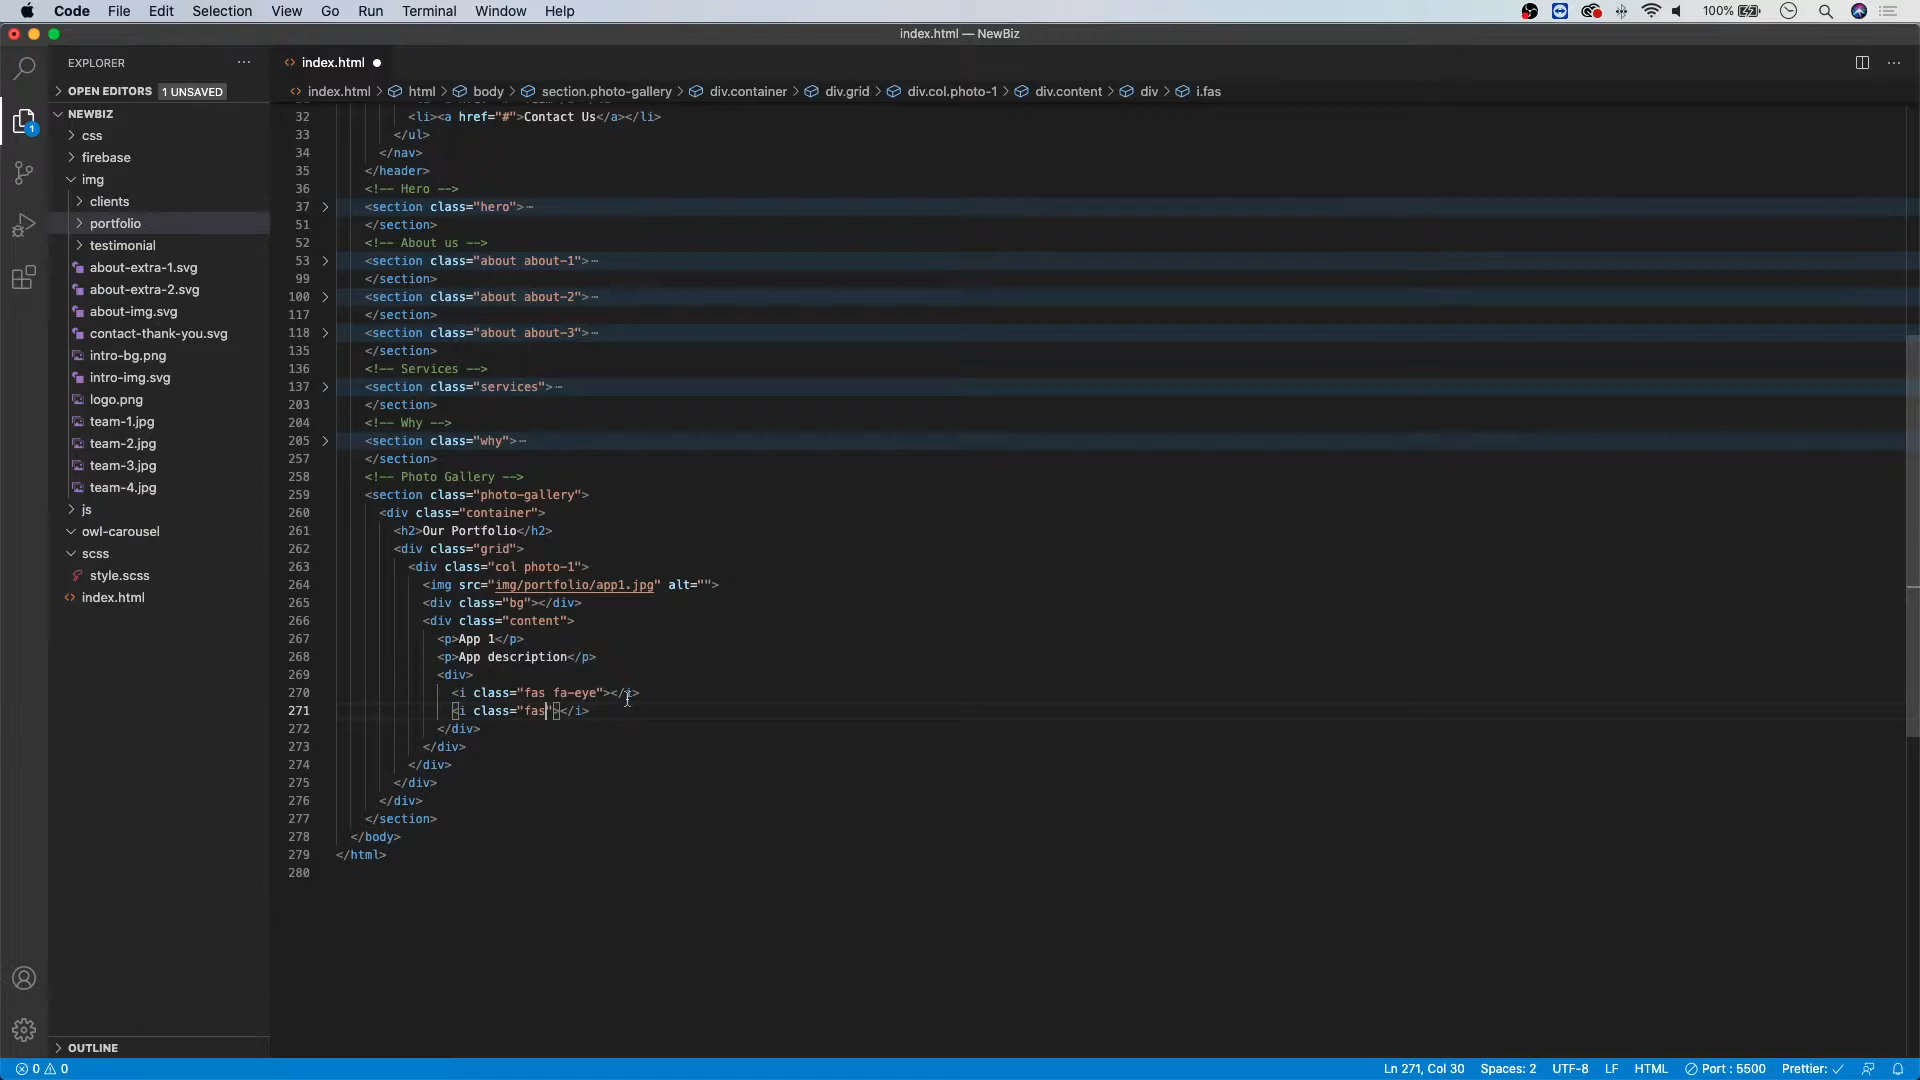 Code File Edit Selection View Go Run Terminal Window Help 100%
index.html — NewBiz
EXPLORER
index.html
OPEN EDITORS 1 UNSAVED
index.html > html > body > section.photo-gallery > div.container > div.grid > div.col.photo-1 > div.content > div > i.fas
NEWBIZ
css
firebase
img
clients
portfolio
testimonial
about-extra-1.svg
about-extra-2.svg
about-img.svg
contact-thank-you.svg
intro-bg.png
intro-img.svg
logo.png
team-1.jpg
team-2.jpg
team-3.jpg
team-4.jpg
js
owl-carousel
scss
style.scss
index.html
OUTLINE
1
32 <li><a href="#">Contact Us</a></li>
33 </ul>
34 </nav>
35 </header>
36 <!-- Hero -->
37 <section class="hero">
51 </section>
52 <!-- About us -->
53 <section class="about about-1">
99 </section>
100 <section class="about about-2">
117 </section>
118 <section class="about about-3">
135 </section>
136 <!-- Services -->
137 <section class="services">
203 </section>
204 <!-- Why -->
205 <section class="why">
257 </section>
258 <!-- Photo Gallery -->
259 <section class="photo-gallery">
260 <div class="container">
261 <h2>Our Portfolio</h2>
262 <div class="grid">
263 <div class="col photo-1">
264 <img src="img/portfolio/app1.jpg" alt="">
265 <div class="bg"></div>
266 <div class="content">
267 <p>App 1</p>
268 <p>App description</p>
269 <div>
270 <i class="fas fa-eye"></i>
271 <i class="fas"></i>
272 </div>
273 </div>
274 </div>
275 </div>
276 </div>
277 </section>
278 </body>
279 </html>
280
0 0 Ln 271, Col 30 Spaces: 2 UTF-8 LF HTML Port : 5500 Prettier: ✓